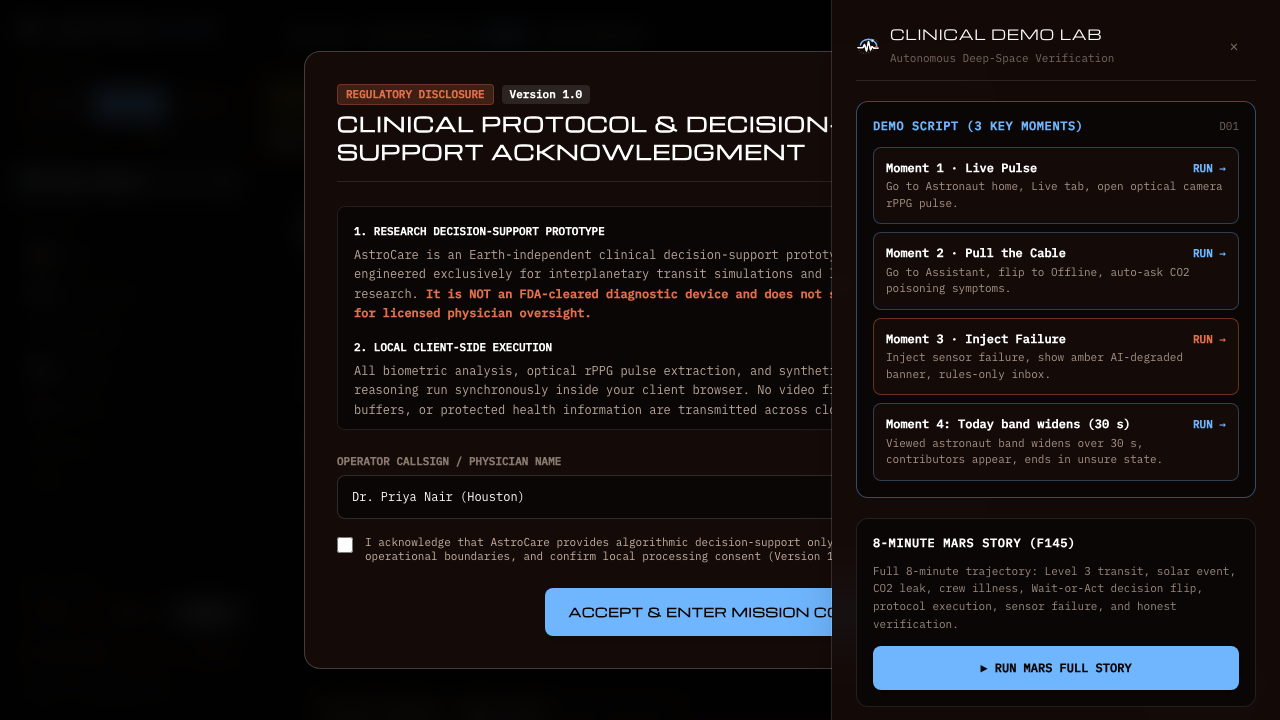 REGULATORY DISCLOSURE
Version 1.0
CLINICAL PROTOCOL & DECISION-
SUPPORT ACKNOWLEDGMENT
1. RESEARCH DECISION-SUPPORT PROTOTYPE
AstroCare is an Earth-independent clinical decision-support
engineered exclusively for interplanetary transit simulations and
research. It is NOT an FDA-cleared diagnostic device and does not
for licensed physician oversight.
2. LOCAL CLIENT-SIDE EXECUTION
All biometric analysis, optical rPPG pulse extraction, and
reasoning run synchronously inside your client browser. No video
buffers, or protected health information are transmitted across
OPERATOR CALLSIGN / PHYSICIAN NAME
Dr. Priya Nair (Houston)
I acknowledge that AstroCare provides algorithmic decision-support only
operational boundaries, and confirm local processing consent (Version
ACCEPT & ENTER MISSION
CLINICAL DEMO LAB
Autonomous Deep-Space Verification
×
DEMO SCRIPT (3 KEY MOMENTS)
D01
Moment 1 · Live Pulse
RUN →
Go to Astronaut home, Live tab, open optical camera
rPPG pulse.
Moment 2 · Pull the Cable
RUN →
Go to Assistant, flip to Offline, auto-ask CO2
poisoning symptoms.
Moment 3 · Inject Failure
RUN →
Inject sensor failure, show amber AI-degraded
banner, rules-only inbox.
Moment 4: Today band widens (30 s)
RUN →
Viewed astronaut band widens over 30 s,
contributors appear, ends in unsure state.
8-MINUTE MARS STORY (F145)
Full 8-minute trajectory: Level 3 transit, solar event,
CO2 leak, crew illness, Wait-or-Act decision flip,
protocol execution, sensor failure, and honest
verification.
▶ RUN MARS FULL STORY